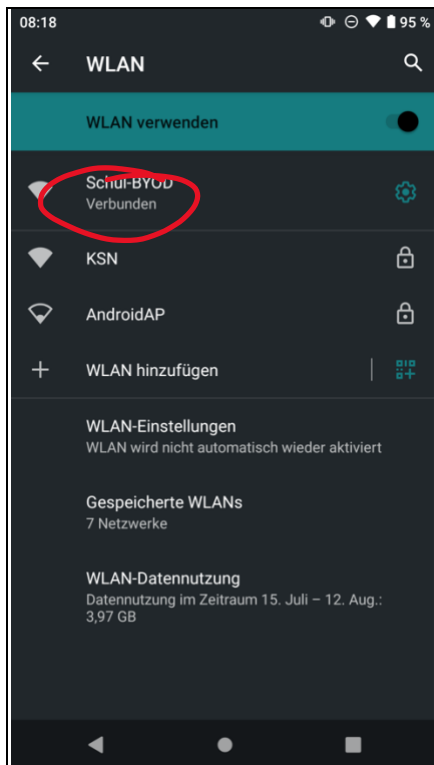 08:18
95 %
WLAN
WLAN verwenden
Schul-BYOD
Verbunden
KSN
AndroidAP
WLAN hinzufügen
WLAN-Einstellungen
WLAN wird nicht automatisch wieder aktiviert
Gespeicherte WLANs
7 Netzwerke
WLAN-Datennutzung
Datennutzung im Zeitraum 15. Juli – 12. Aug.:
3,97 GB